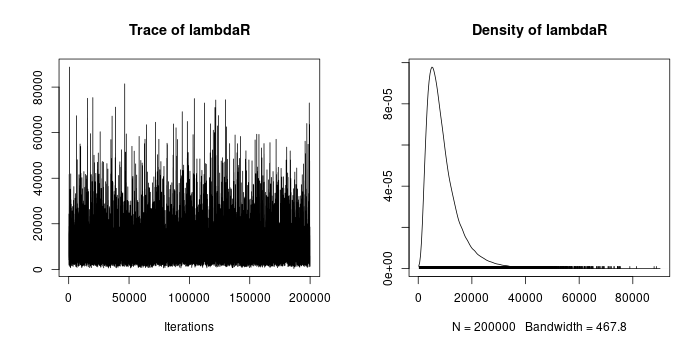 Trace of lambdaR
80000
60000
40000
20000
0
0 50000 100000 150000 200000
Iterations
Density of lambdaR
8e-05
4e-05
0e+00
0 20000 40000 60000 80000
N = 200000 Bandwidth = 467.8